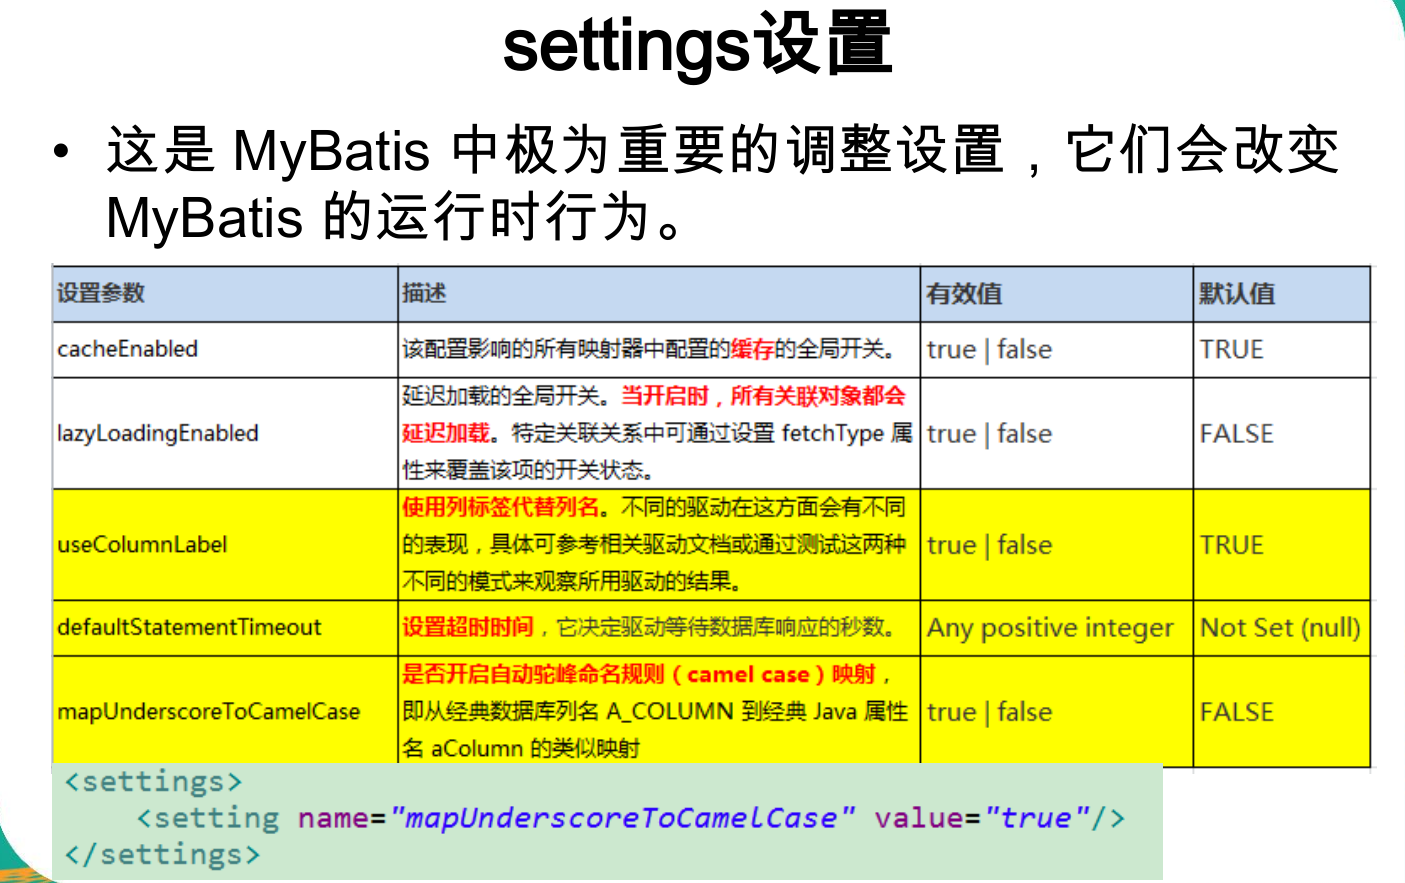 settings设置
• 这是 MyBatis 中极为重要的调整设置，它们会改变
MyBatis 的运行时行为。
设置参数 描述 有效值 默认值
cacheEnabled 该配置影响的所有映射器中配置的缓存的全局开关。 true | false TRUE
延迟加载的全局开关。当开启时，所有关联对象都会
lazyLoadingEnabled 延迟加载。特定关联关系中可通过设置 fetchType 属 true | false FALSE
性来覆盖该项的开关状态。
使用列标签代替列名。不同的驱动在这方面会有不同
useColumnLabel 的表现，具体可参考相关驱动文档或通过测试这两种 true | false TRUE
不同的模式来观察所用驱动的结果。
defaultStatementTimeout 设置超时时间，它决定驱动等待数据库响应的秒数。 Any positive integer Not Set (null)
是否开启自动驼峰命名规则（camel case）映射，
mapUnderscoreToCamelCase 即从经典数据库列名 A_COLUMN 到经典 Java 属性 true | false FALSE
名 aColumn 的类似映射
<settings>
<setting name="mapUnderscoreToCamelCase" value="true"/>
</settings>